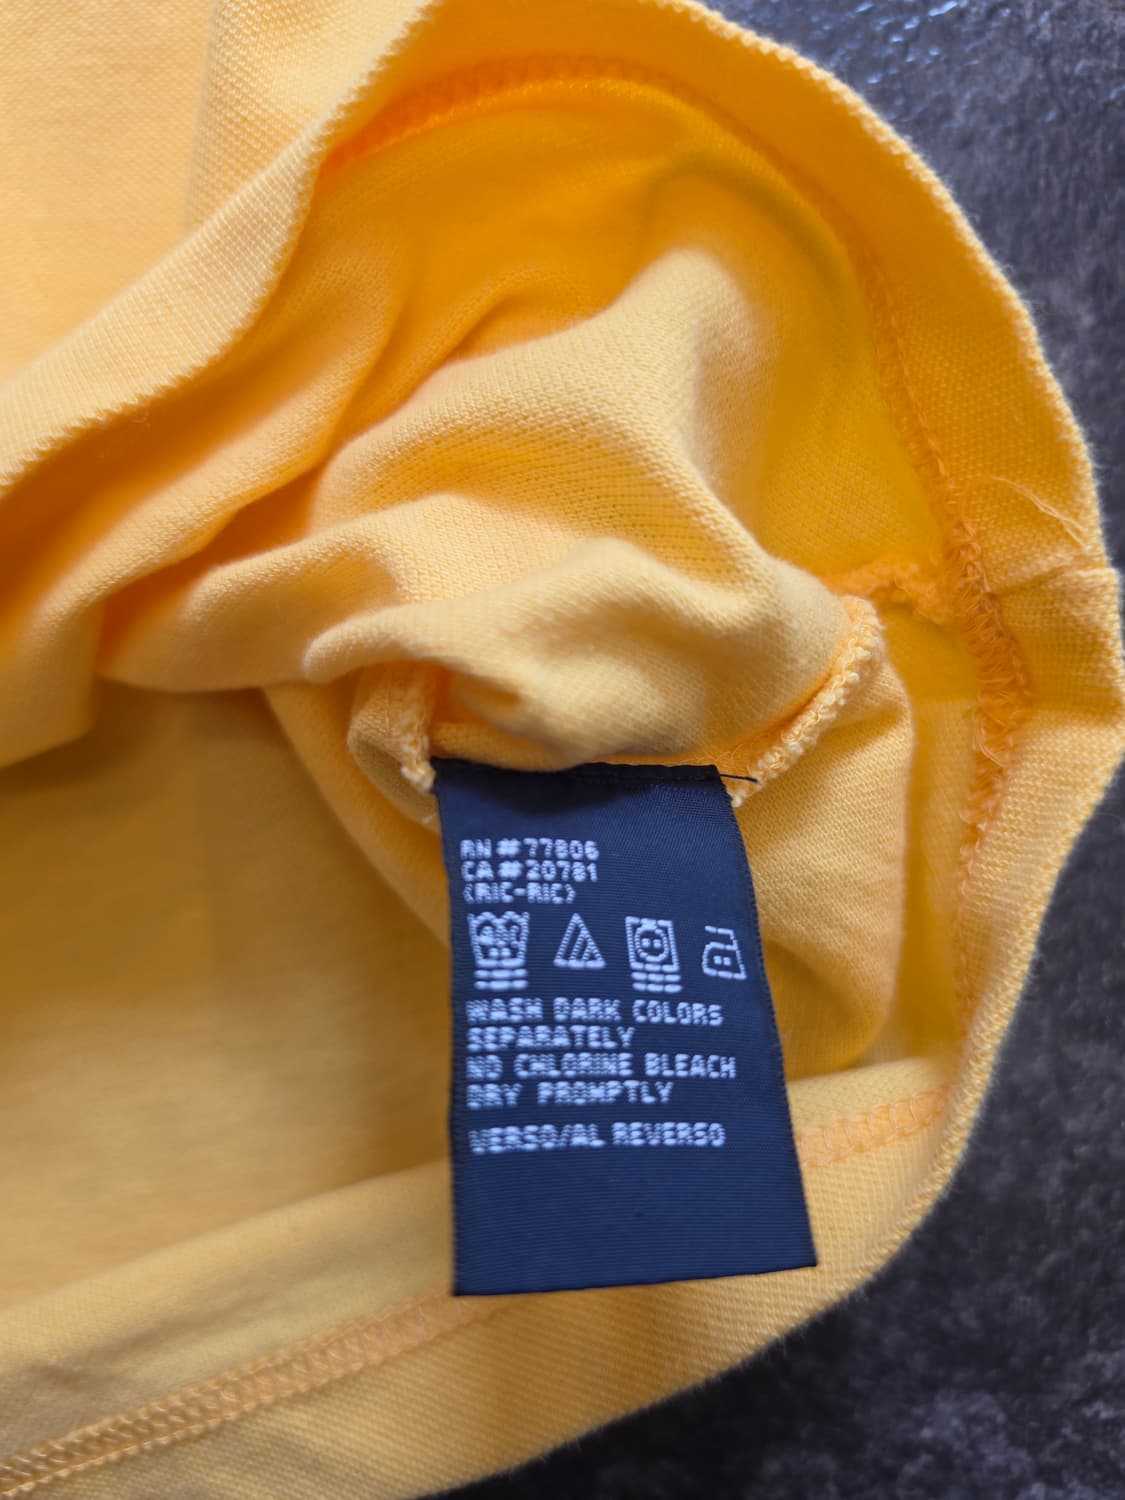 RN # 77806
CA # 20781
(RIC-RIC)
WASH DARK COLORS
SEPARATELY
NO CHLORINE BLEACH
DRY PROMPTLY
VERSO/AL REVERSO